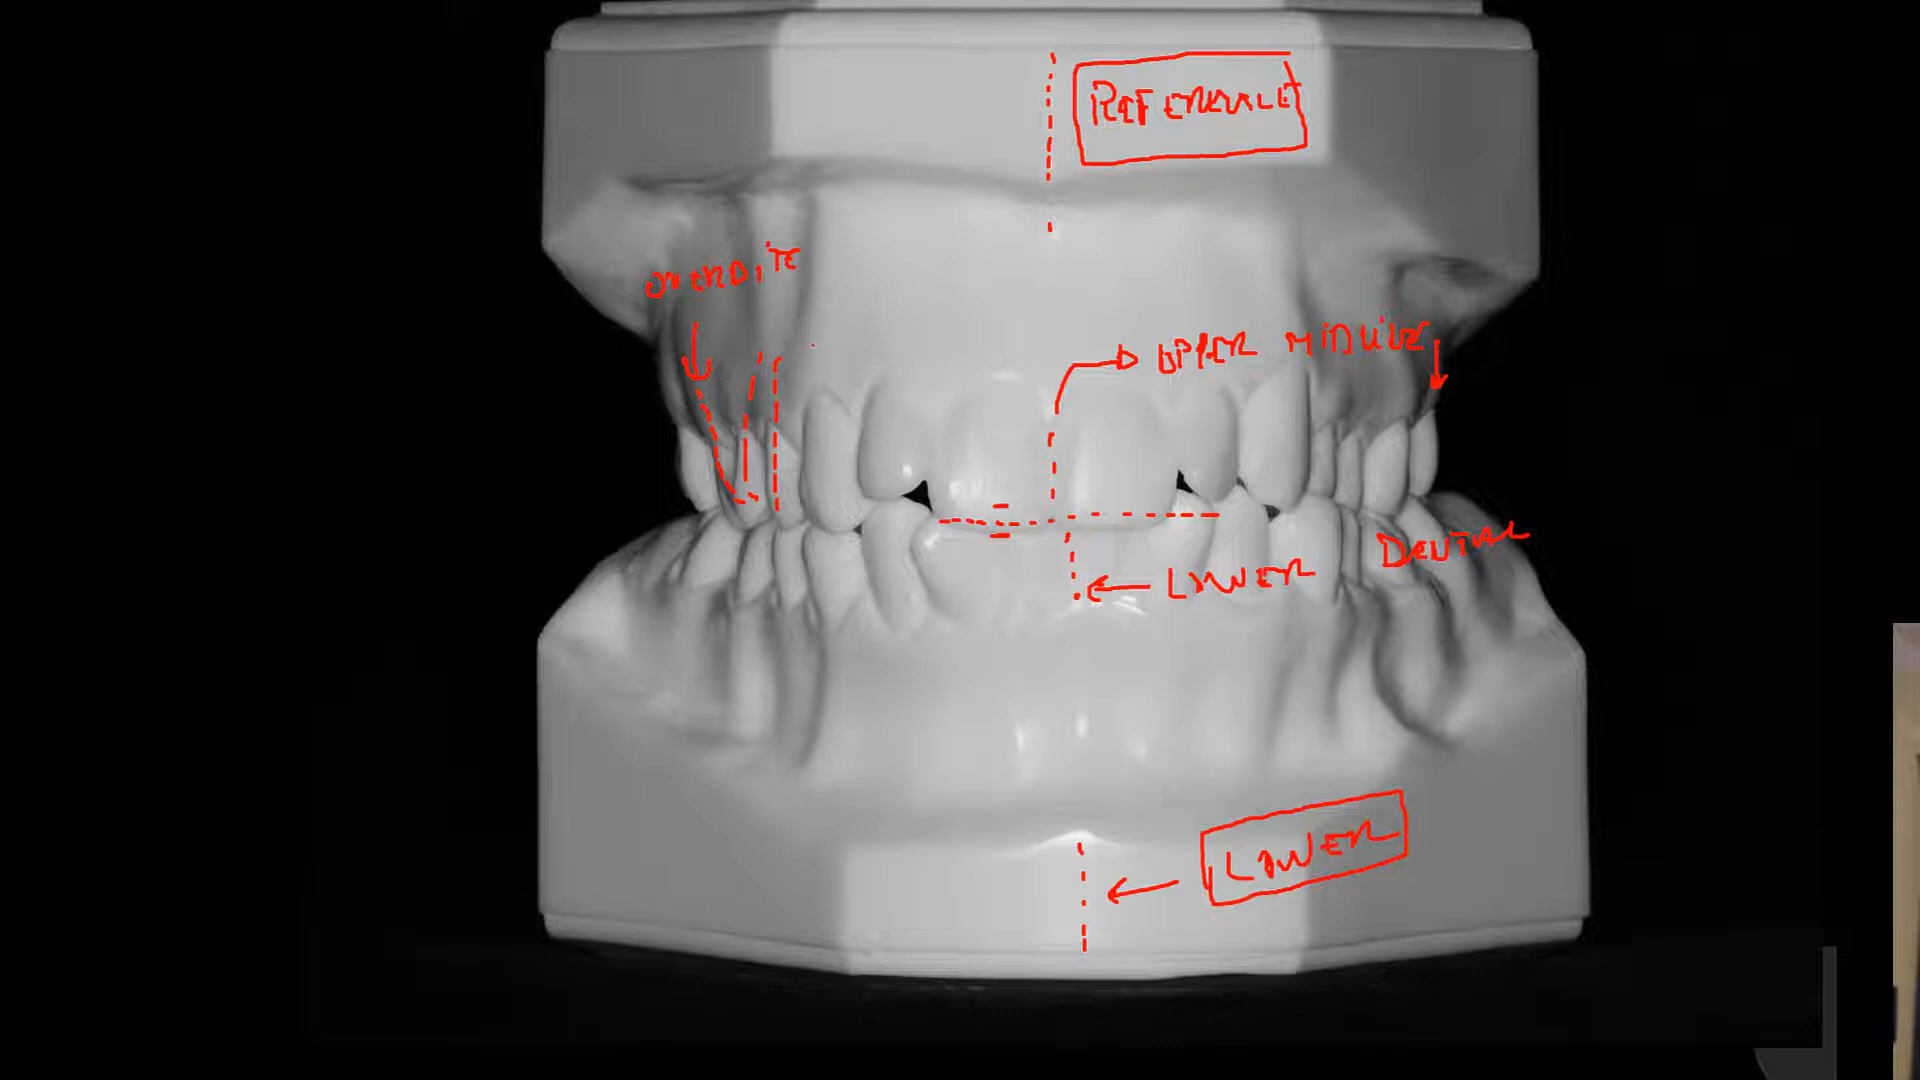 REFERENCE
OVERBITE
UPPER MIDLINE
DENTAL
LOWER
LOWER